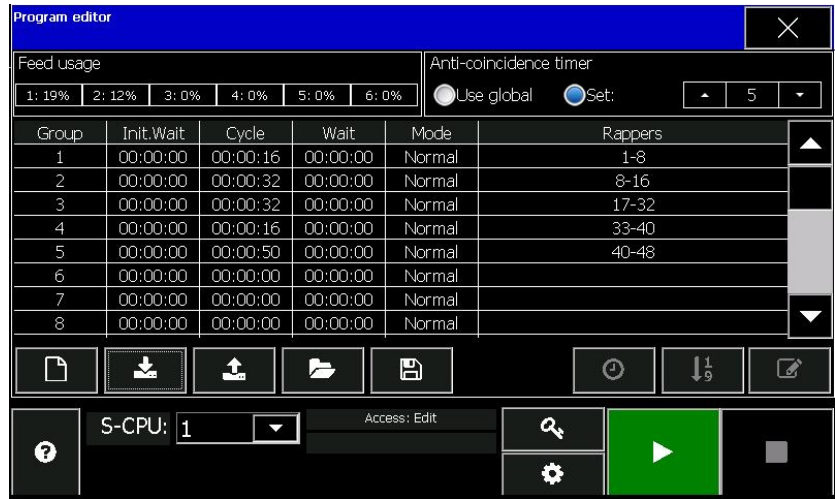 Program editor
Feed usage
1: 19% 2: 12% 3: 0% 4: 0% 5: 0% 6: 0%
Anti-coincidence timer
Use global Set: 5
Group Init.Wait Cycle Wait Mode Rappers
1 00:00:00 00:00:16 00:00:00 Normal 1-8
2 00:00:00 00:00:32 00:00:00 Normal 8-16
3 00:00:00 00:00:32 00:00:00 Normal 17-32
4 00:00:00 00:00:16 00:00:00 Normal 33-40
5 00:00:00 00:00:50 00:00:00 Normal 40-48
6 00:00:00 00:00:00 00:00:00 Normal
7 00:00:00 00:00:00 00:00:00 Normal
8 00:00:00 00:00:00 00:00:00 Normal
1
9
S-CPU: 1
Access: Edit
?